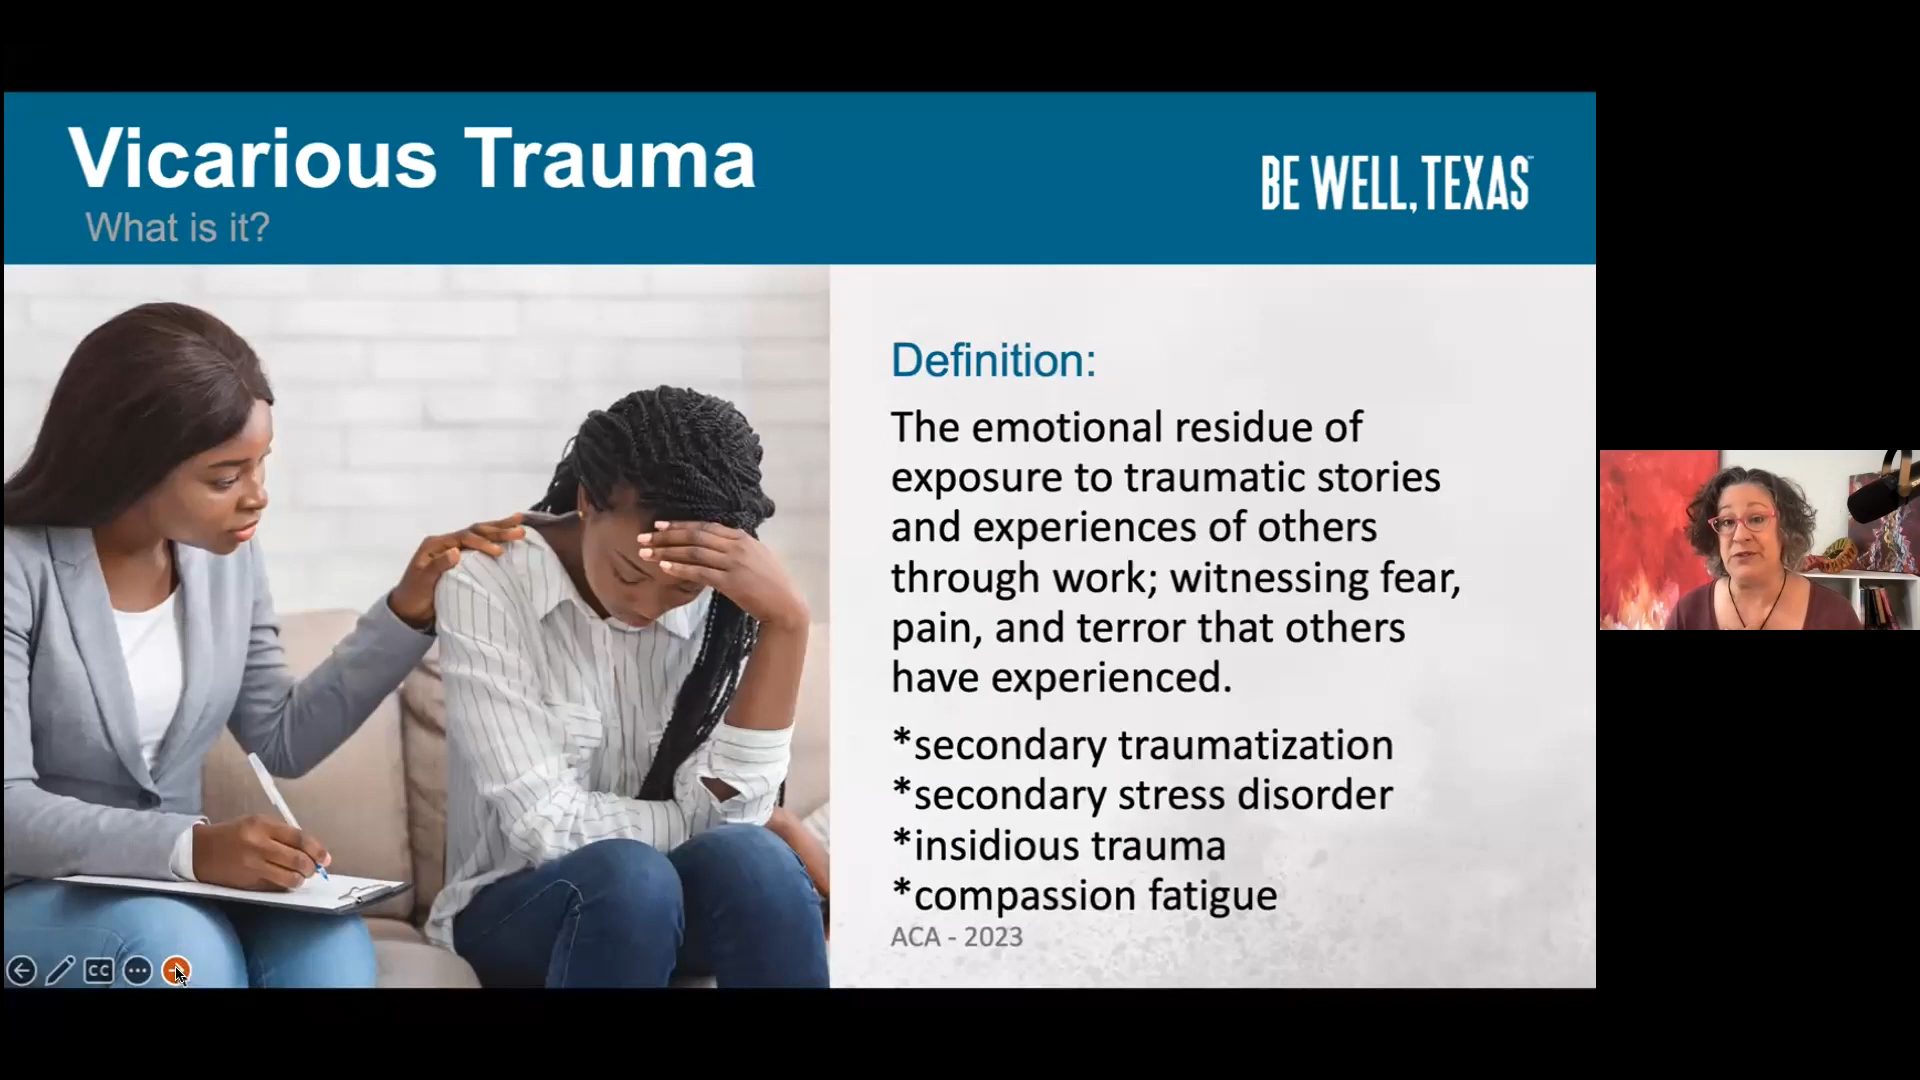 Vicarious Trauma
What is it?
BE WELL, TEXAS™
Definition:
The emotional residue of
exposure to traumatic stories
and experiences of others
through work; witnessing fear,
pain, and terror that others
have experienced.
*secondary traumatization
*secondary stress disorder
*insidious trauma
*compassion fatigue
ACA - 2023
CC